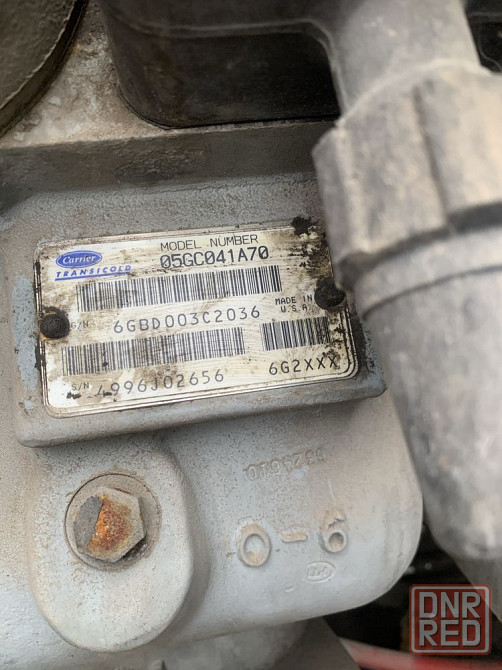 Carrier
TRANSICOLD
MODEL NUMBER
05GC041A70
S/N 6GBD003C2036
MADE IN
U.S.A.
S/N 4996J02656
6G2XXX
0-6
DNR
RED